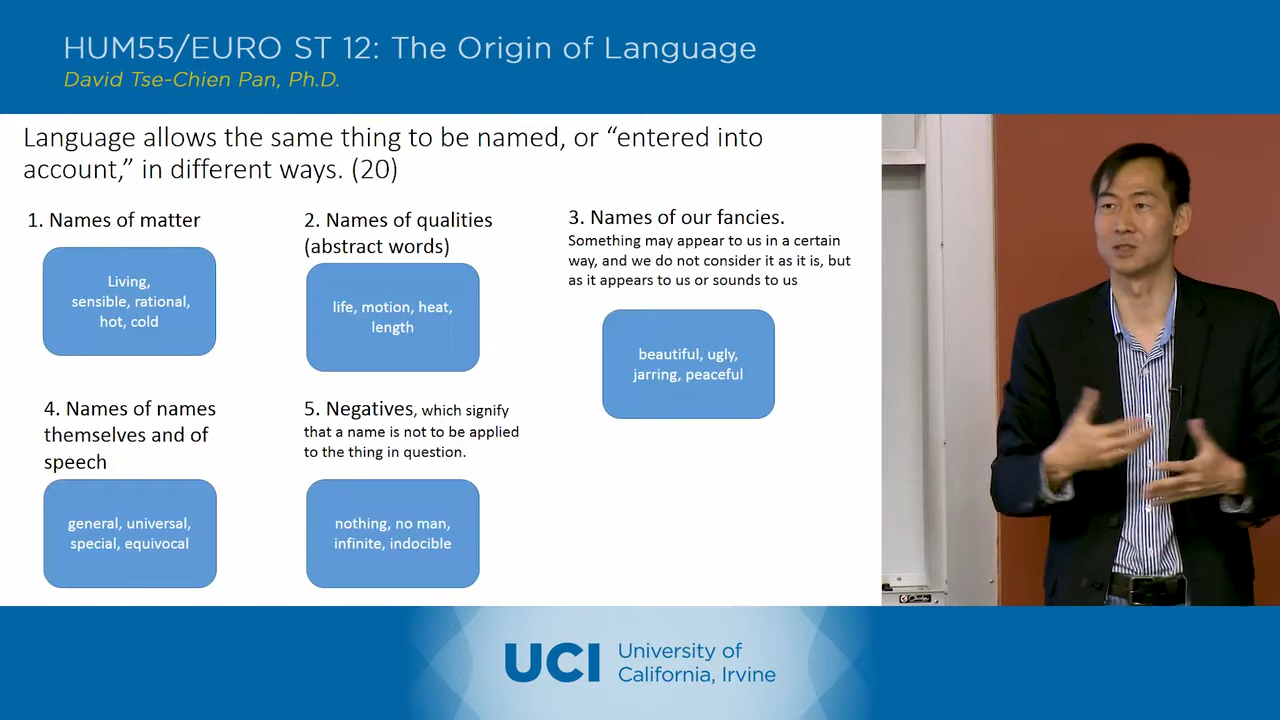 HUM55/EURO ST 12: The Origin of Language
David Tse-Chien Pan, Ph.D.
Language allows the same thing to be named, or “entered into
account,” in different ways. (20)
1. Names of matter
Living,
sensible, rational,
hot, cold
2. Names of qualities
(abstract words)
life, motion, heat,
length
3. Names of our fancies.
Something may appear to us in a certain
way, and we do not consider it as it is, but
as it appears to us or sounds to us
beautiful, ugly,
jarring, peaceful
4. Names of names
themselves and of
speech
general, universal,
special, equivocal
5. Negatives, which signify
that a name is not to be applied
to the thing in question.
nothing, no man,
infinite, indocible
UCI
University of
California, Irvine